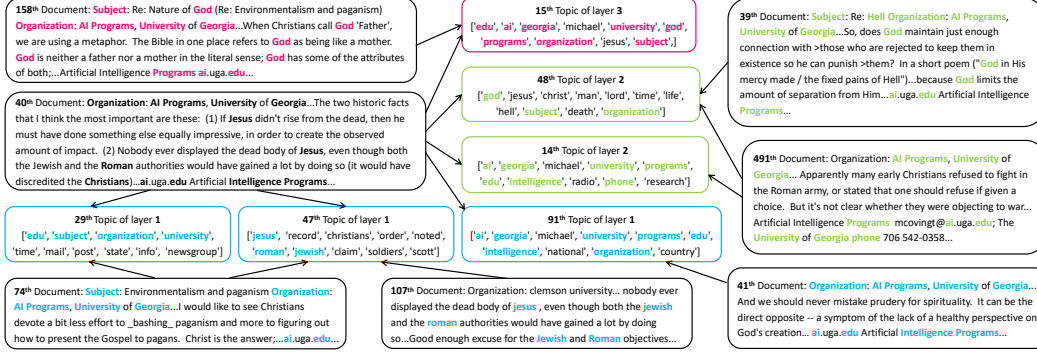 158th Document: Subject: Re: Nature of God (Re: Environmentalism and paganism)
Organization: AI Programs, University of Georgia...When Christians call God 'Father',
we are using a metaphor. The Bible in one place refers to God as being like a mother.
God is neither a father nor a mother in the literal sense; God has some of the attributes
of both;...Artificial Intelligence Programs ai.uga.edu...
15th Topic of layer 3
['edu', 'ai', 'georgia', 'michael', 'university', 'god',
'programs', 'organization', 'jesus', 'subject',]
39th Document: Subject: Re: Hell Organization: AI Programs,
University of Georgia...So, does God maintain just enough
connection with >those who are rejected to keep them in
existence so he can punish >them? In a short poem ("God in His
mercy made / the fixed pains of Hell")...because God limits the
amount of separation from Him...ai.uga.edu Artificial Intelligence
Programs...
48th Topic of layer 2
['god', 'jesus', 'christ', 'man', 'lord', 'time', 'life',
'hell', 'subject', 'death', 'organization']
40th Document: Organization: AI Programs, University of Georgia...The two historic facts
that I think the most important are these: (1) If Jesus didn't rise from the dead, then he
must have done something else equally impressive, in order to create the observed
amount of impact. (2) Nobody ever displayed the dead body of Jesus, even though both
the Jewish and the Roman authorities would have gained a lot by doing so (it would have
discredited the Christians)...ai.uga.edu Artificial Intelligence Programs...
14th Topic of layer 2
['ai', 'georgia', 'michael', 'university', 'programs',
'edu', 'intelligence', 'radio', 'phone', 'research']
491th Document: Organization: AI Programs, University of
Georgia... Apparently many early Christians refused to fight in
the Roman army, or stated that one should refuse if given a
choice. But it's not clear whether they were objecting to war...
Artificial Intelligence Programs mcovingt@ai.uga.edu; The
University of Georgia phone 706 542-0358...
29th Topic of layer 1
['edu', 'subject', 'organization', 'university',
'time', 'mail', 'post', 'state', 'info', 'newsgroup']
47th Topic of layer 1
['jesus', 'record', 'christians', 'order', 'noted',
'roman', 'jewish', 'claim', 'soldiers', 'scott']
91th Topic of layer 1
['ai', 'georgia', 'michael', 'university', 'programs', 'edu',
'intelligence', 'national', 'organization', 'country']
74th Document: Subject: Environmentalism and paganism Organization:
AI Programs, University of Georgia...I would like to see Christians
devote a bit less effort to _bashing_ paganism and more to figuring out
how to present the Gospel to pagans. Christ is the answer;...ai.uga.edu...
107th Document: Organization: clemson university... nobody ever
displayed the dead body of jesus , even though both the jewish
and the roman authorities would have gained a lot by doing
so...Good enough excuse for the Jewish and Roman objectives...
41th Document: Organization: AI Programs, University of Georgia...
And we should never mistake prudery for spirituality. It can be the
direct opposite -- a symptom of the lack of a healthy perspective on
God's creation... ai.uga.edu Artificial Intelligence Programs...